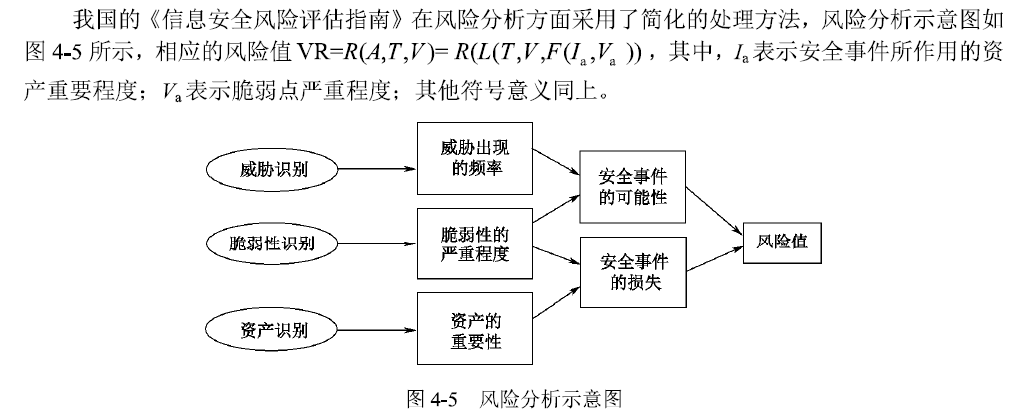 我国的《信息安全风险评估指南》在风险分析方面采用了简化的处理方法，风险分析示意图如
图 4-5 所示，相应的风险值 VR=R(A,T,V)= R(L(T,V,F(Ia,Va ))，其中，Ia表示安全事件所作用的资
产重要程度；Va表示脆弱点严重程度；其他符号意义同上。
威胁识别
威胁出现
的频率
安全事件
的可能性
脆弱性识别
脆弱性的
严重程度
风险值
安全事件
的损失
资产识别
资产的
重要性
图 4-5 风险分析示意图